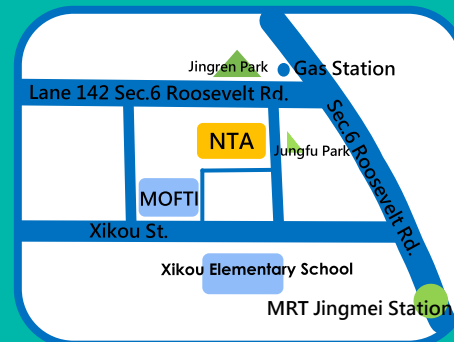 Jingren Park
Gas Station
Lane 142 Sec.6 Roosevelt Rd.
Sec.6 Roosevelt Rd.
NTA
Jungfu Park
MOFTI
Xikou St.
Xikou Elementary School
MRT Jingmei Station